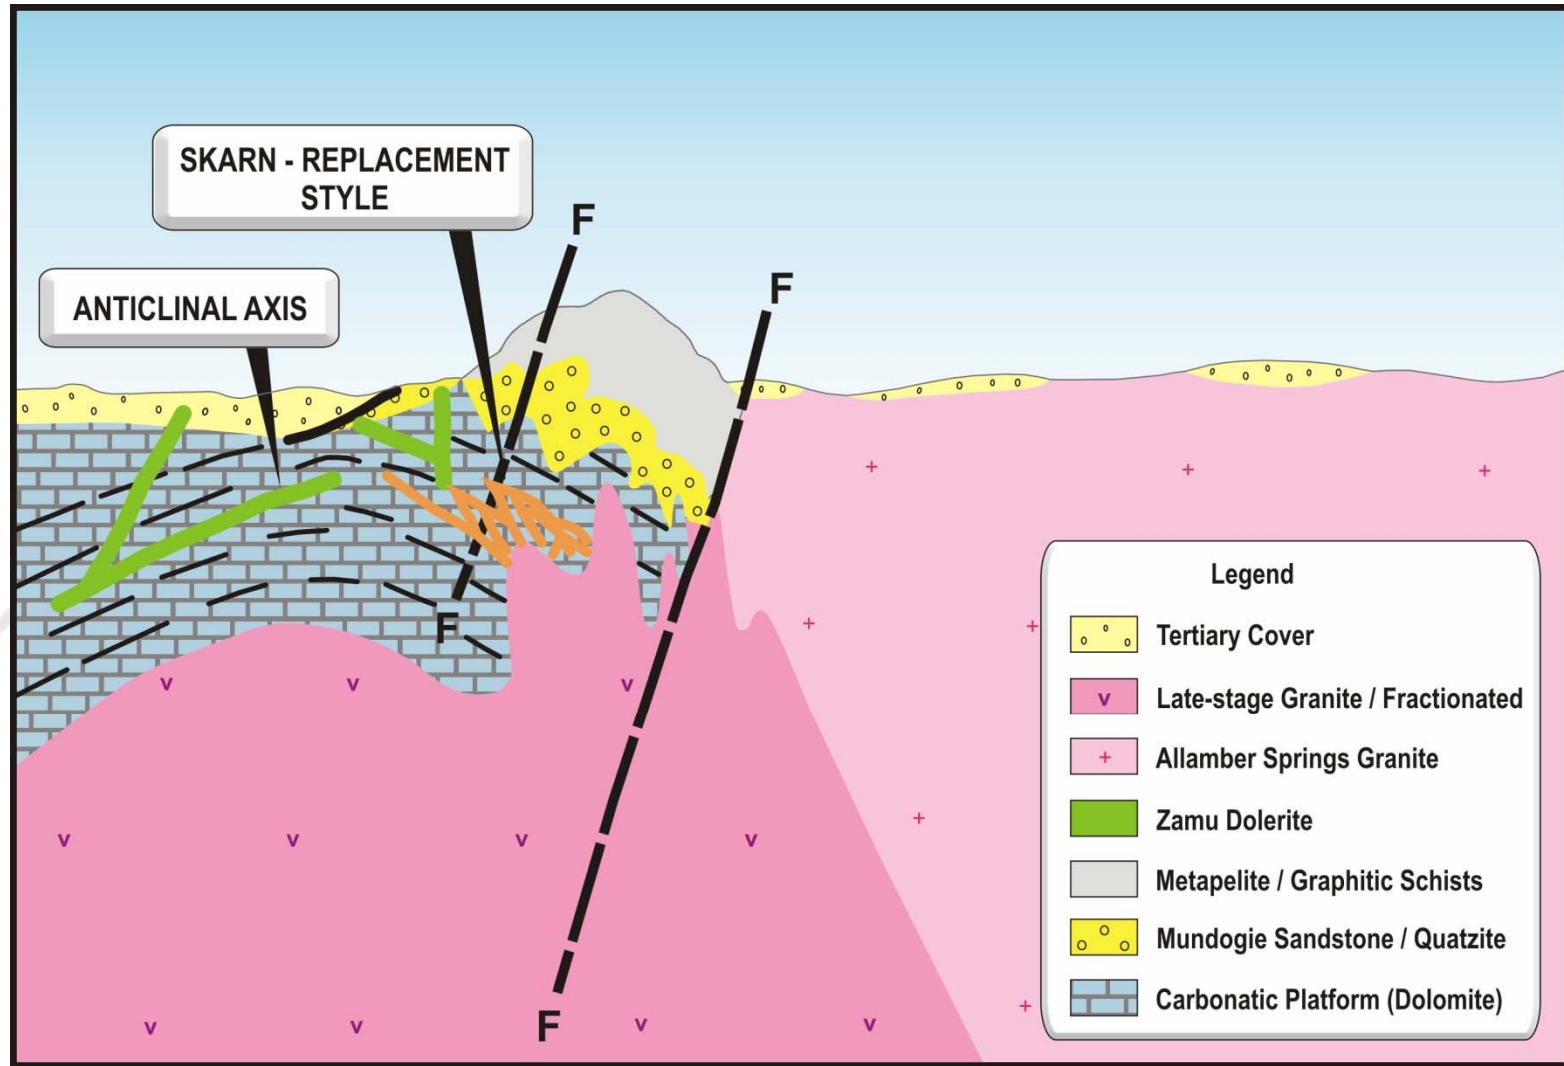 SKARN - REPLACEMENT
STYLE
F
F
ANTICLINAL AXIS
F
F
Legend
Tertiary Cover
Late-stage Granite / Fractionated
Allamber Springs Granite
Zamu Dolerite
Metapelite / Graphitic Schists
Mundogie Sandstone / Quatzite
Carbonatic Platform (Dolomite)